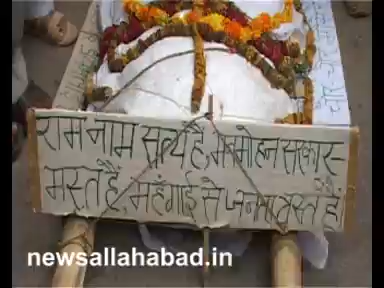 राम नाम सत्य है, मनमोहन सरकार-
मस्त है, महँगाई से जनता त्रस्त है।
newsallahabad.in